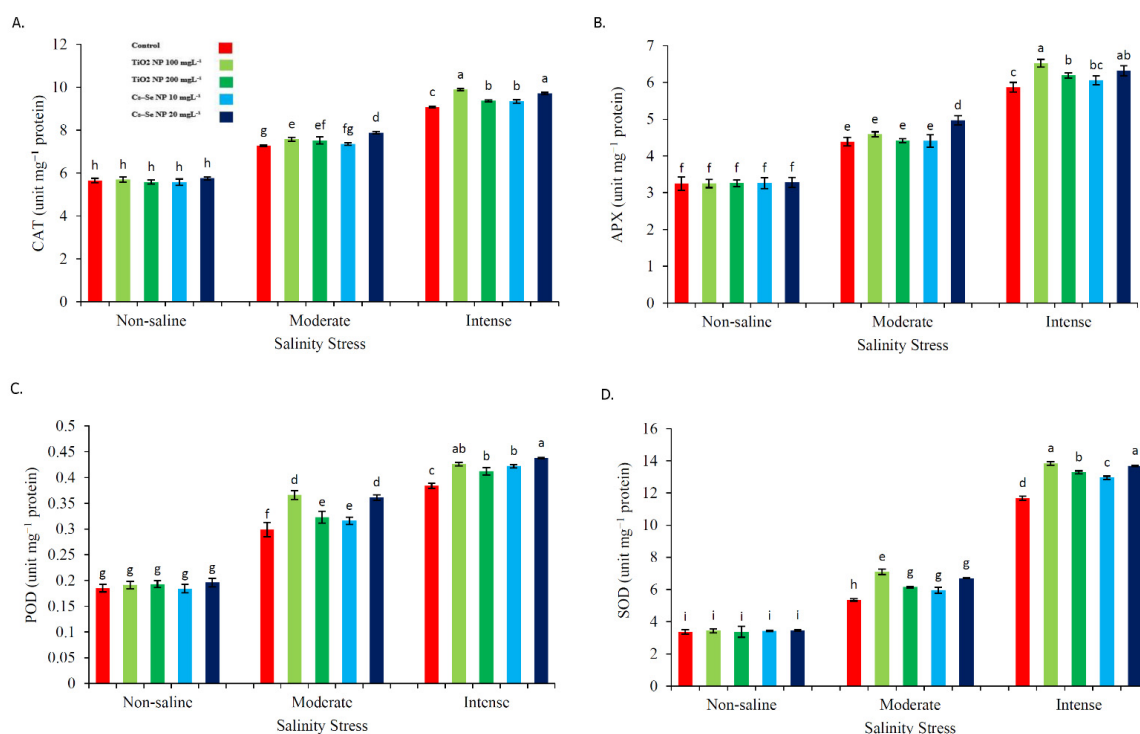 A.
CAT (unit mg⁻¹ protein)
12
10
8
6
4
2
0
Control
TiO2 NP 100 mgL⁻¹
TiO2 NP 200 mgL⁻¹
Cs–Se NP 10 mgL⁻¹
Cs–Se NP 20 mgL⁻¹
h h h h h
g e ef fg d
c a b b a
Non-saline Moderate Intense
Salinity Stress
B.
APX (unit mg⁻¹ protein)
7
6
5
4
3
2
1
0
f f f f f
e e e e d
c a b bc ab
Non-saline Moderate Intense
Salinity Stress
C.
POD (unit mg⁻¹ protein)
0.5
0.45
0.4
0.35
0.3
0.25
0.2
0.15
0.1
0.05
0
g g g g g
f d e e d
c ab b b a
Non-saline Moderate Intense
Salinity Stress
D.
SOD (unit mg⁻¹ protein)
16
14
12
10
8
6
4
2
0
i i i i i
h e g g g
d a b c a
Non-saline Moderate Intense
Salinity Stress